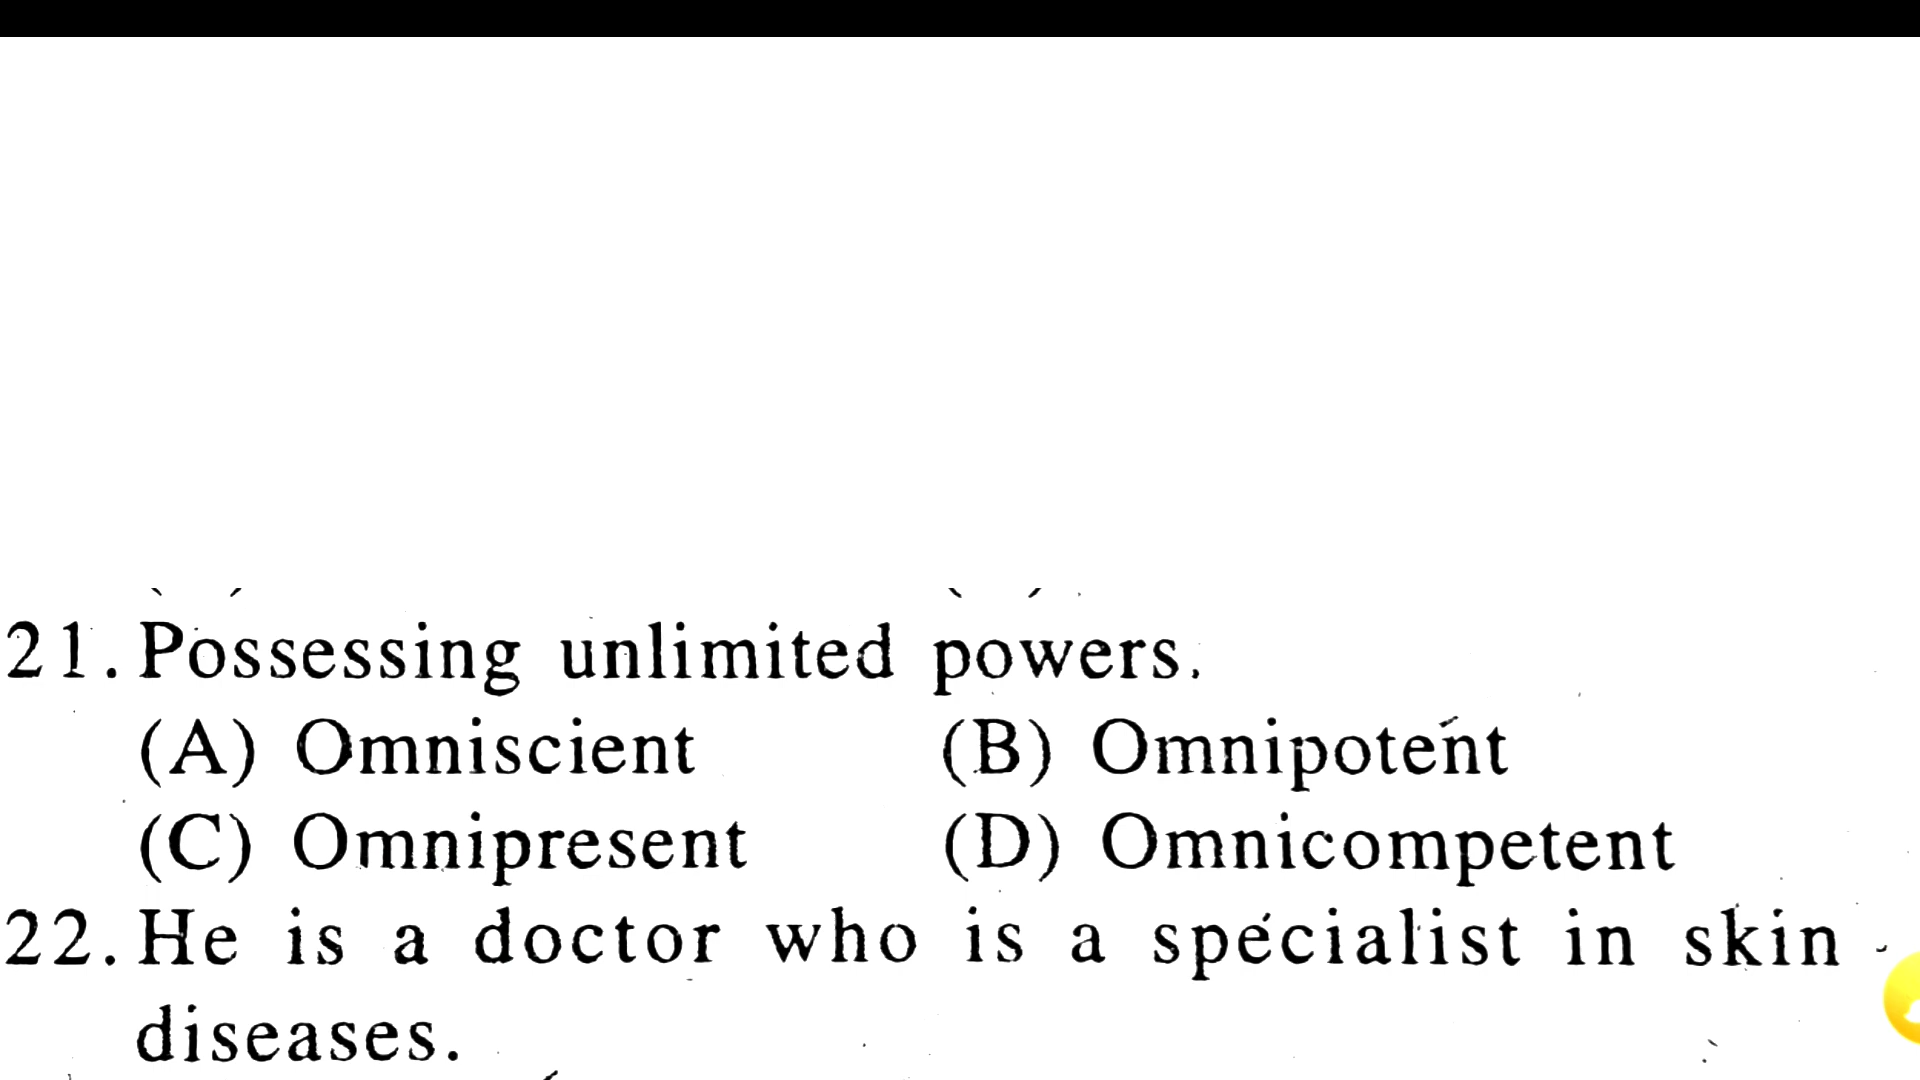 21. Possessing unlimited powers.
(A) Omniscient (B) Omnipotent
(C) Omnipresent (D) Omnicompetent
22. He is a doctor who is a specialist in skin
diseases.